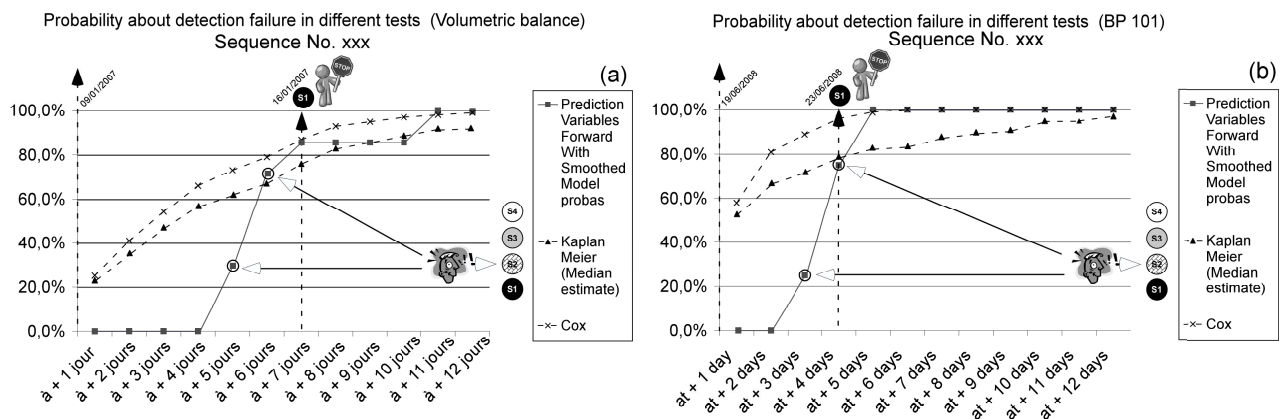 Probability about detection failure in different tests (Volumetric balance)
Sequence No. xxx
(a)
09/01/2007
16/01/2007
STOP
S1
100,0%
80,0%
60,0%
40,0%
20,0%
0,0%
à + 1 jour
à + 2 jours
à + 3 jours
à + 4 jours
à + 5 jours
à + 6 jours
à + 7 jours
à + 8 jours
à + 9 jours
à + 10 jours
à + 11 jours
à + 12 jours
!!
S4
S3
S2
S1
Prediction
Variables
Forward
With
Smoothed
Model
probas
Kaplan
Meier
(Median
estimate)
Cox
Probability about detection failure in different tests (BP 101)
Sequence No. xxx
(b)
19/06/2008
23/06/2008
STOP
S1
100,0%
80,0%
60,0%
40,0%
20,0%
0,0%
at + 1 day
at + 2 days
at + 3 days
at + 4 days
at + 5 days
at + 6 days
at + 7 days
at + 8 days
at + 9 days
at + 10 days
at + 11 days
at + 12 days
!!
S4
S3
S2
S1
Prediction
Variables
Forward
With
Smoothed
Model
probas
Kaplan
Meier
(Median
estimate)
Cox